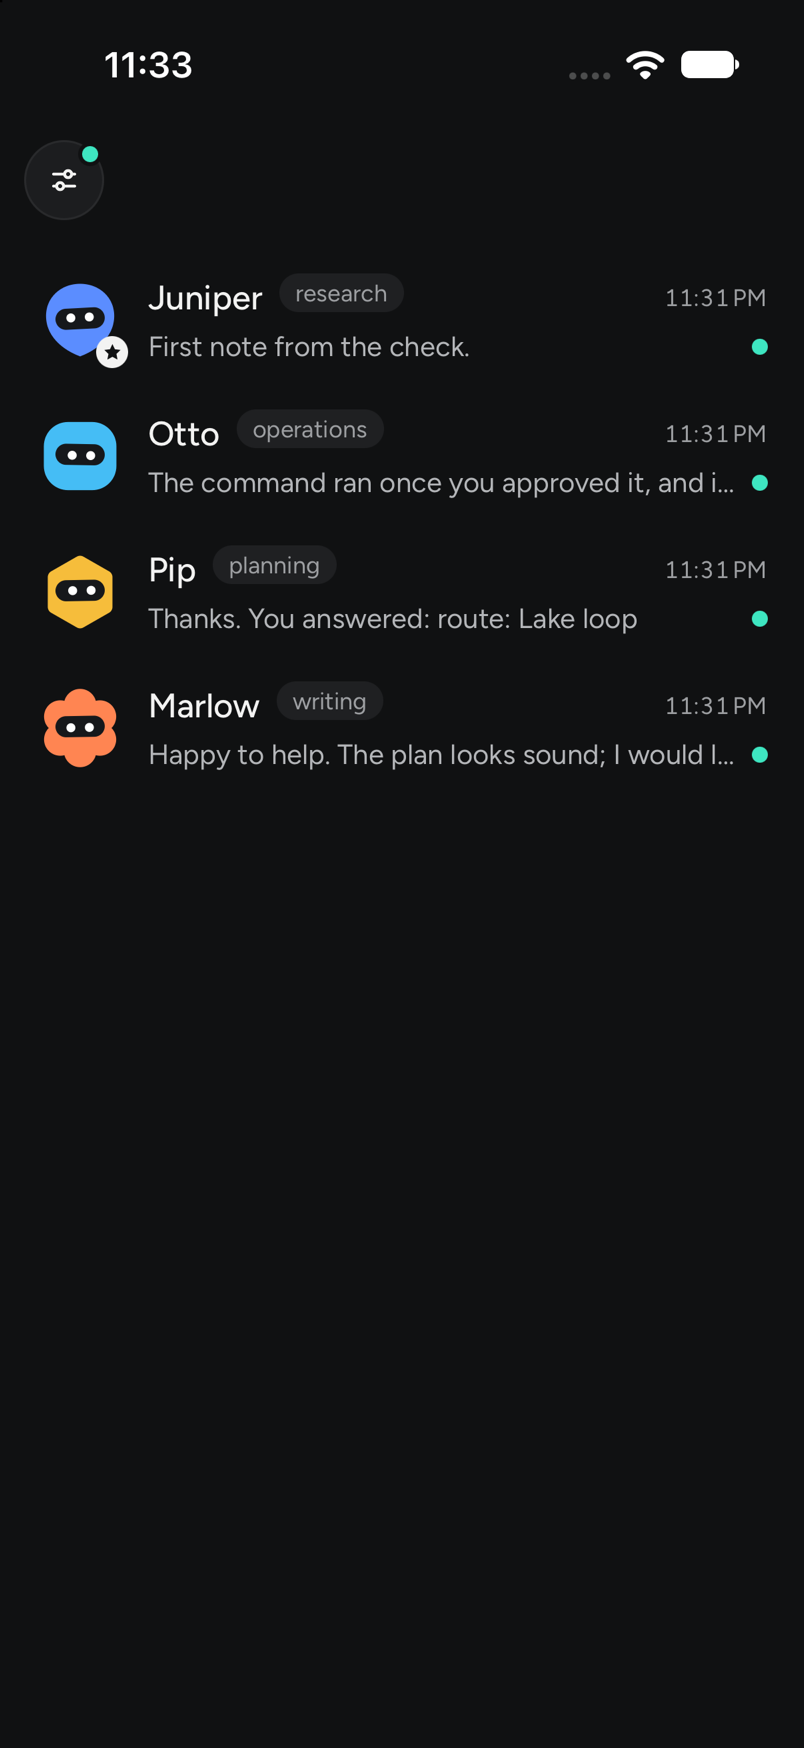 11:33
Juniper research 11:31 PM
First note from the check.
Otto operations 11:31 PM
The command ran once you approved it, and i...
Pip planning 11:31 PM
Thanks. You answered: route: Lake loop
Marlow writing 11:31 PM
Happy to help. The plan looks sound; I would l...